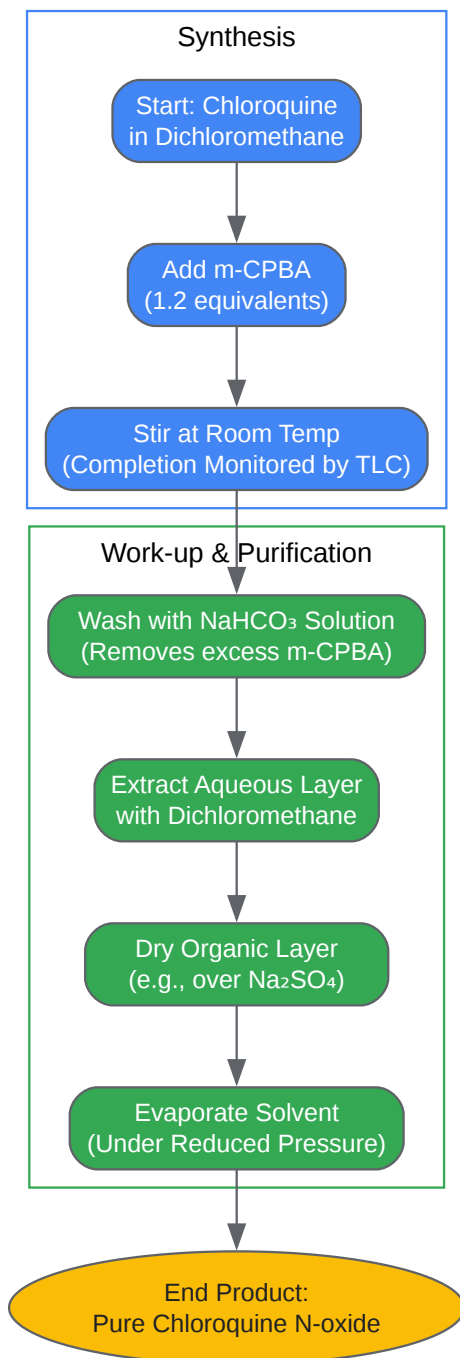 Synthesis
Start: Chloroquine
in Dichloromethane
Add m-CPBA
(1.2 equivalents)
Stir at Room Temp
(Completion Monitored by TLC)
Work-up & Purification
Wash with NaHCO₃ Solution
(Removes excess m-CPBA)
Extract Aqueous Layer
with Dichloromethane
Dry Organic Layer
(e.g., over Na₂SO₄)
Evaporate Solvent
(Under Reduced Pressure)
End Product:
Pure Chloroquine N-oxide